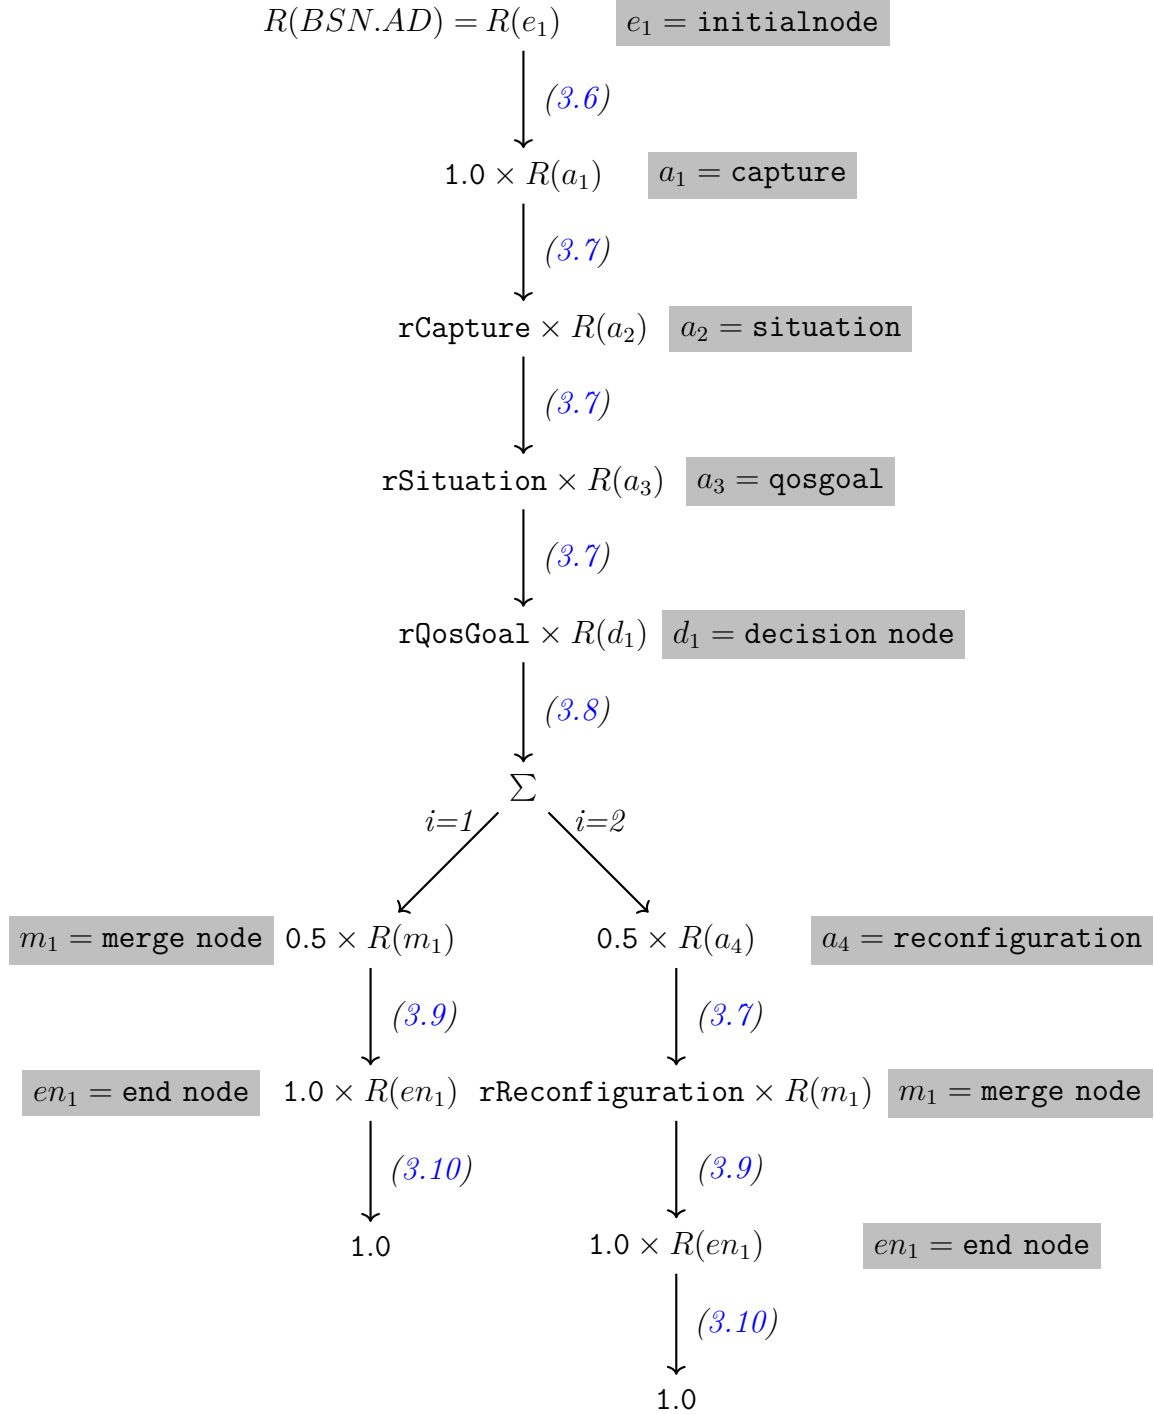 R(BSN.AD) = R(e₁) e₁ = initialnode
(3.6)
1.0 × R(a₁) a₁ = capture
(3.7)
rCapture × R(a₂) a₂ = situation
(3.7)
rSituation × R(a₃) a₃ = qosgoal
(3.7)
rQosGoal × R(d₁) d₁ = decision node
(3.8)
∑
i=1 i=2
m₁ = merge node 0.5 × R(m₁) 0.5 × R(a₄) a₄ = reconfiguration
(3.9) (3.7)
en₁ = end node 1.0 × R(en₁) rReconfiguration × R(m₁) m₁ = merge node
(3.10) (3.9)
1.0 1.0 × R(en₁) en₁ = end node
(3.10)
1.0